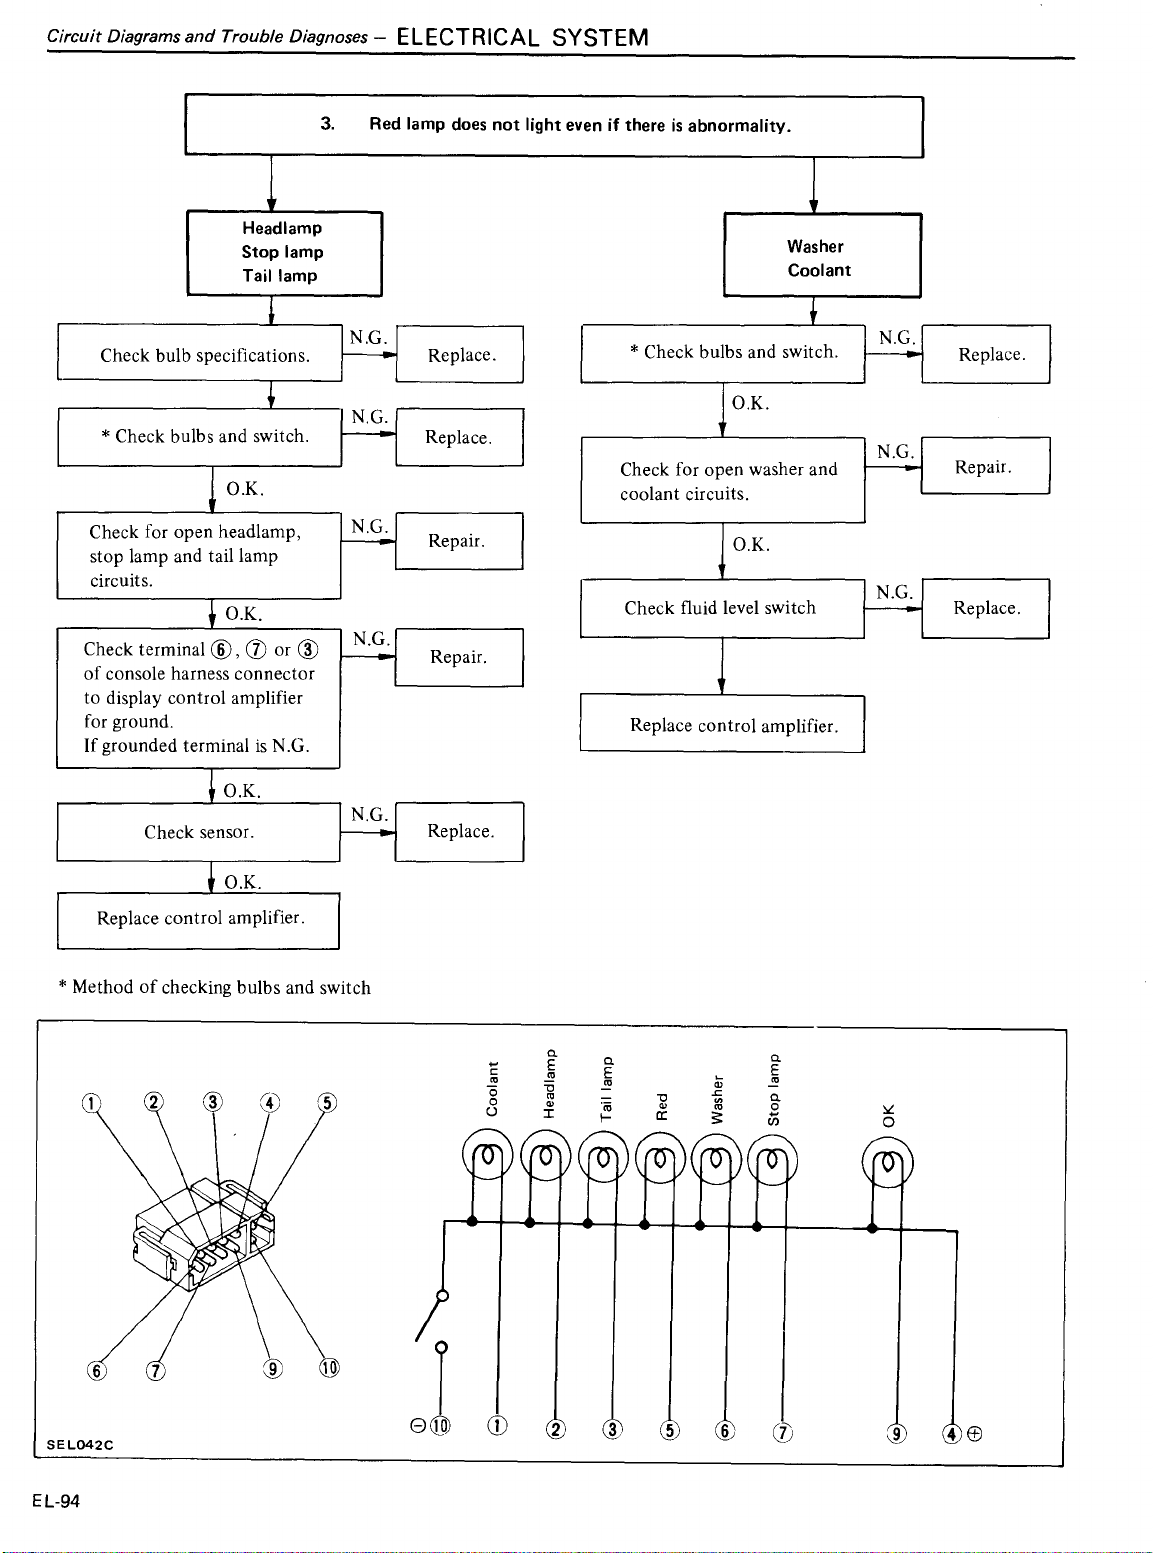 Circuit Diagrams and Trouble Diagnoses – ELECTRICAL SYSTEM
3. Red lamp does not light even if there is abnormality.
Headlamp
Stop lamp
Tail lamp
Check bulb specifications.
N.G.
Replace.
* Check bulbs and switch.
N.G.
Replace.
O.K.
Check for open headlamp,
stop lamp and tail lamp
circuits.
N.G.
Repair.
O.K.
Check terminal ⑥, ⑦ or ③
of console harness connector
to display control amplifier
for ground.
If grounded terminal is N.G.
N.G.
Repair.
O.K.
Check sensor.
N.G.
Replace.
O.K.
Replace control amplifier.
Washer
Coolant
* Check bulbs and switch.
N.G.
Replace.
O.K.
Check for open washer and
coolant circuits.
N.G.
Repair.
O.K.
Check fluid level switch
N.G.
Replace.
Replace control amplifier.
* Method of checking bulbs and switch
① ② ③ ④ ⑤
⑥ ⑦ ⑨ ⑩
Coolant
Headlamp
Tail lamp
Red
Washer
Stop lamp
OK
⊖ ⑩ ① ② ③ ⑤ ⑥ ⑦ ⑨ ④ ⊕
SEL042C
EL-94